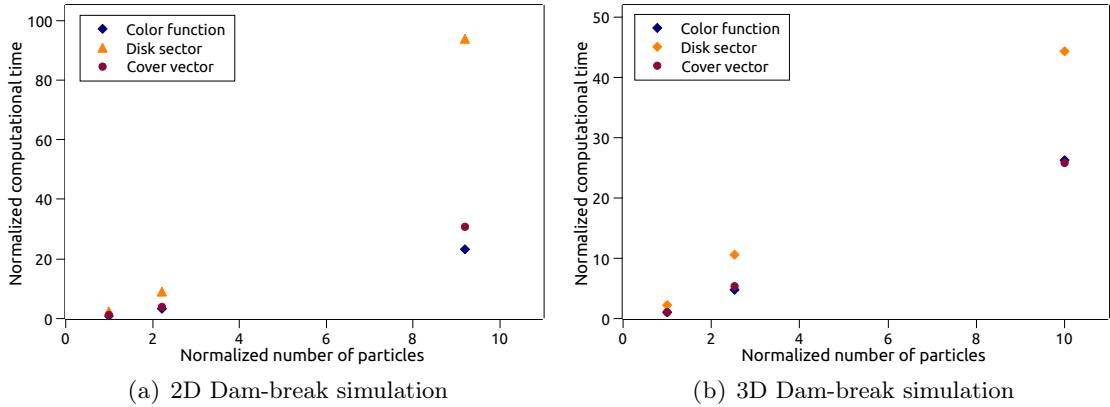 Normalized computational time
100
80
60
40
20
0
0 2 4 6 8 10
Color function
Disk sector
Cover vector
Normalized number of particles
(a) 2D Dam-break simulation
Normalized computational time
50
40
30
20
10
0
0 2 4 6 8 10
Color function
Disk sector
Cover vector
Normalized number of particles
(b) 3D Dam-break simulation